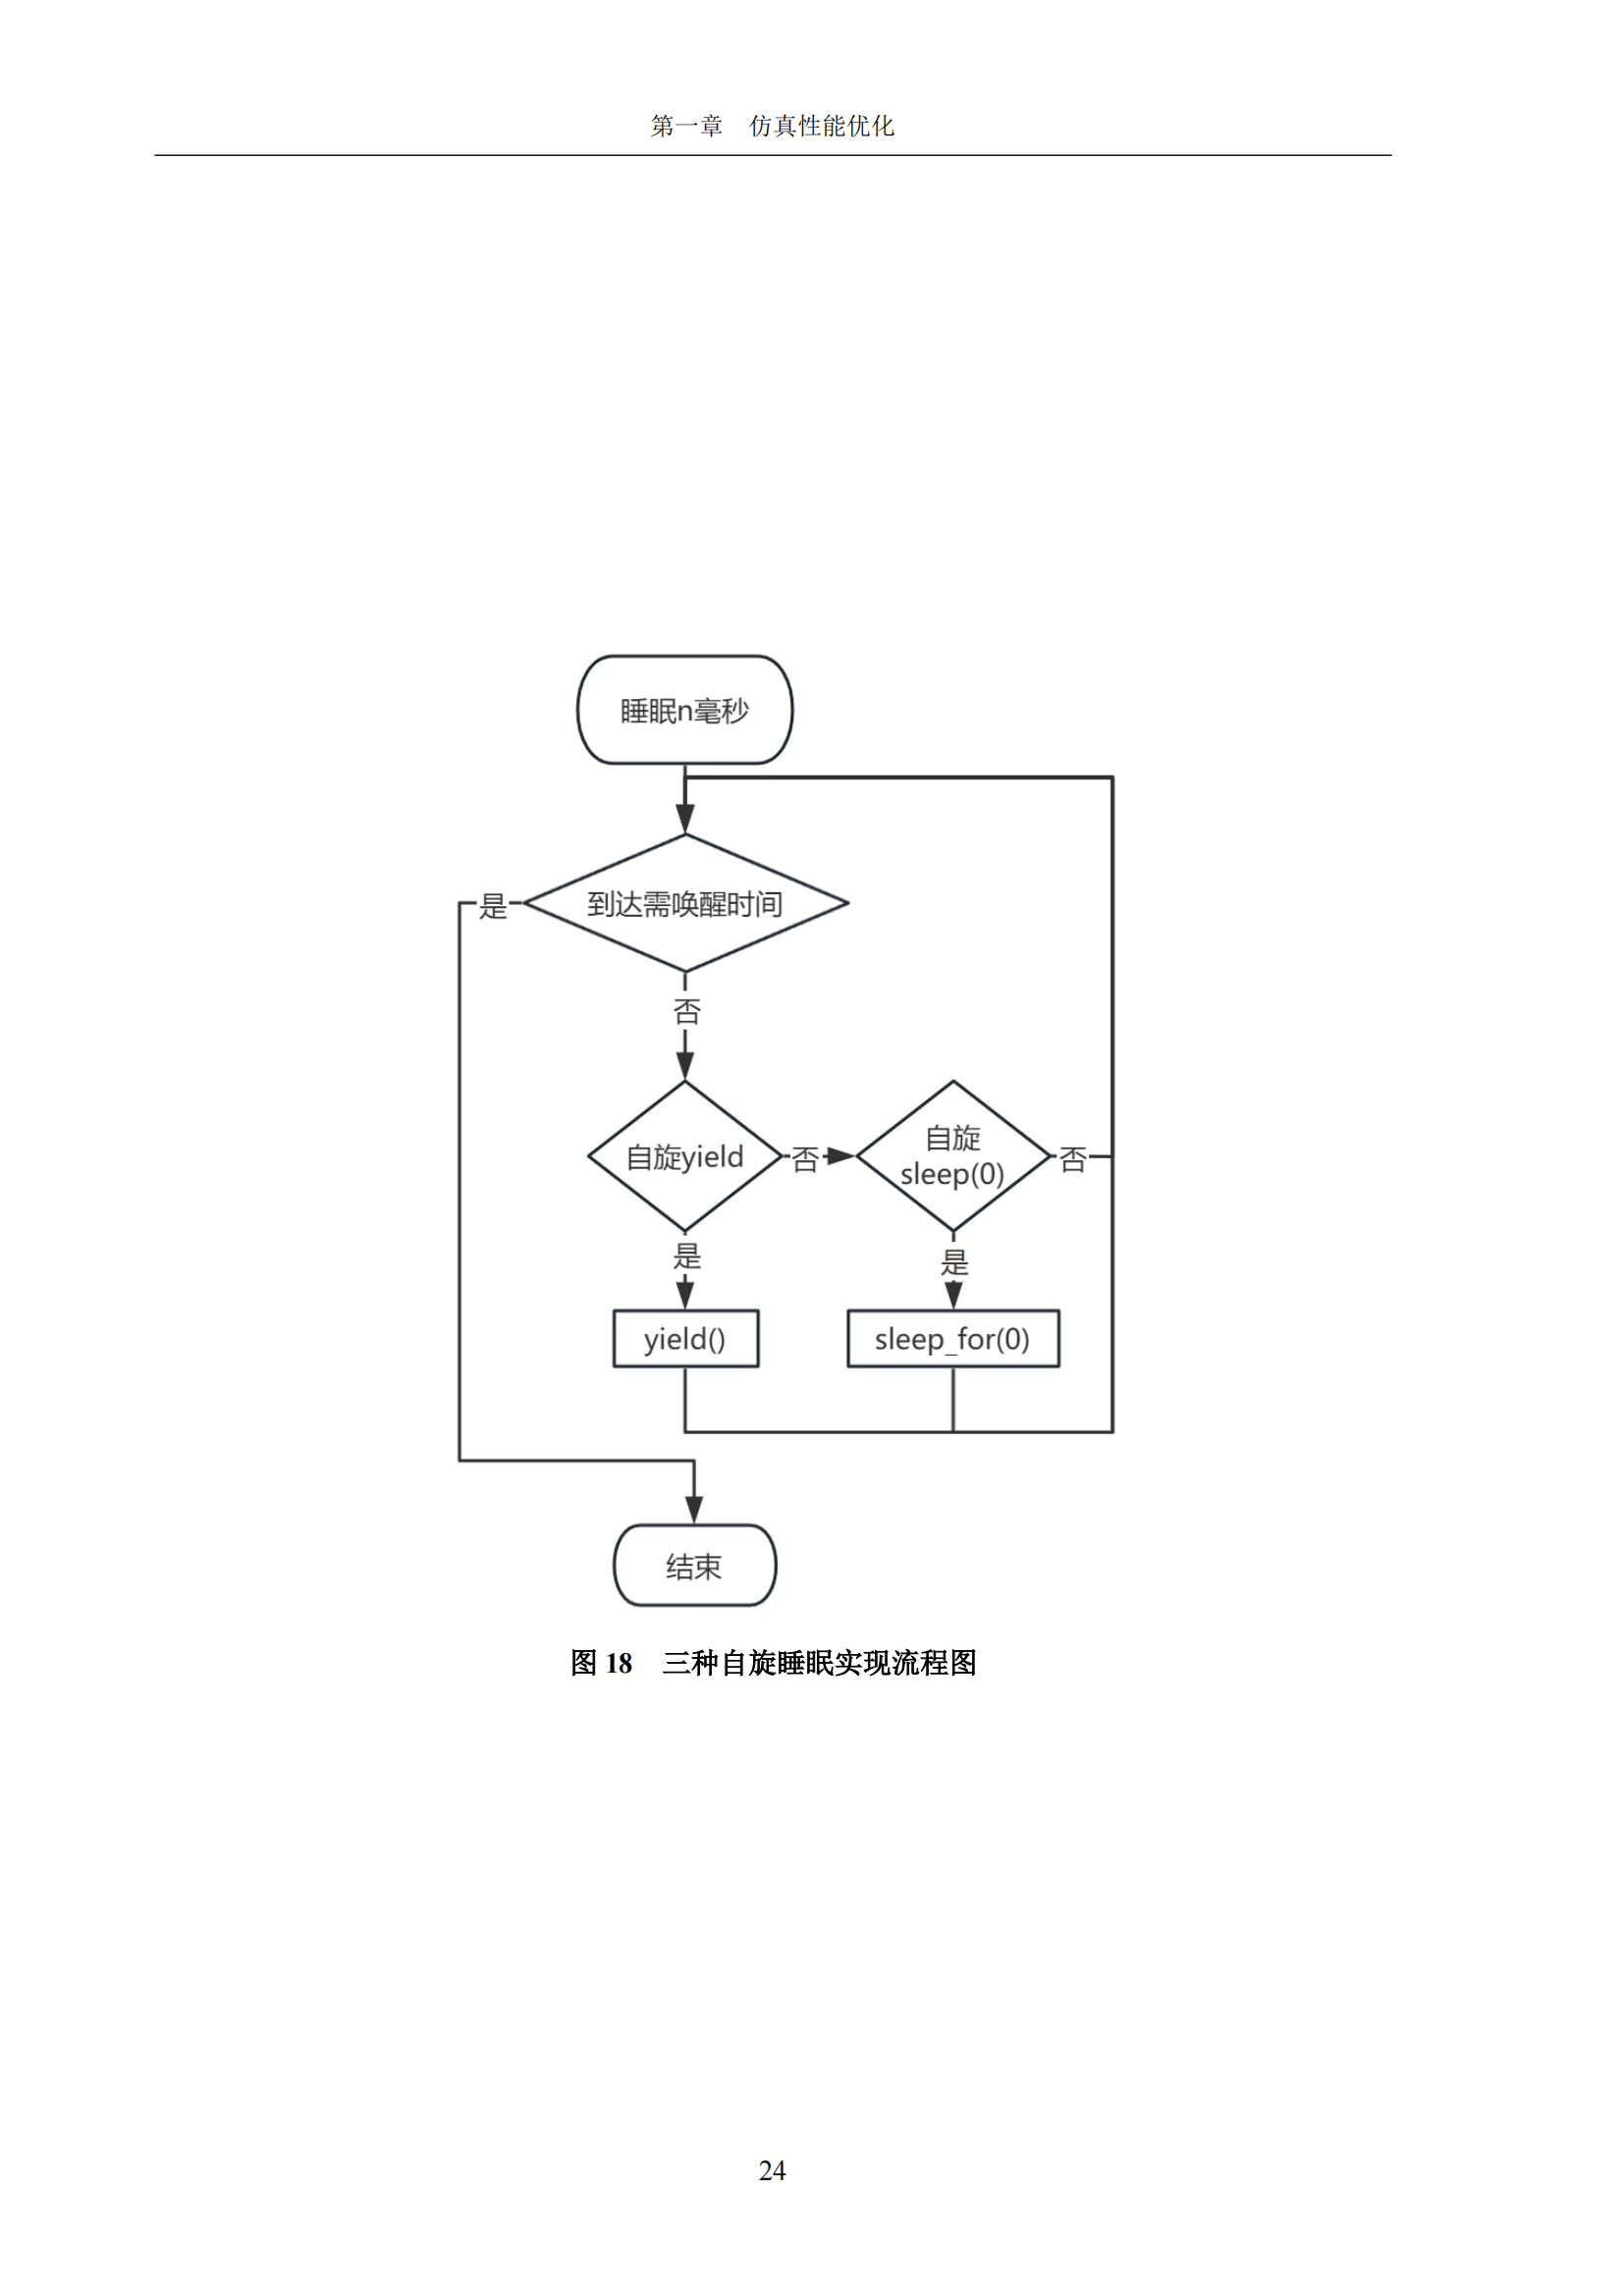 第一章 仿真性能优化
睡眠n毫秒
到达需唤醒时间
是
否
自旋yield
否
自旋
sleep(0)
否
是
是
yield()
sleep_for(0)
结束
图 18 三种自旋睡眠实现流程图
24